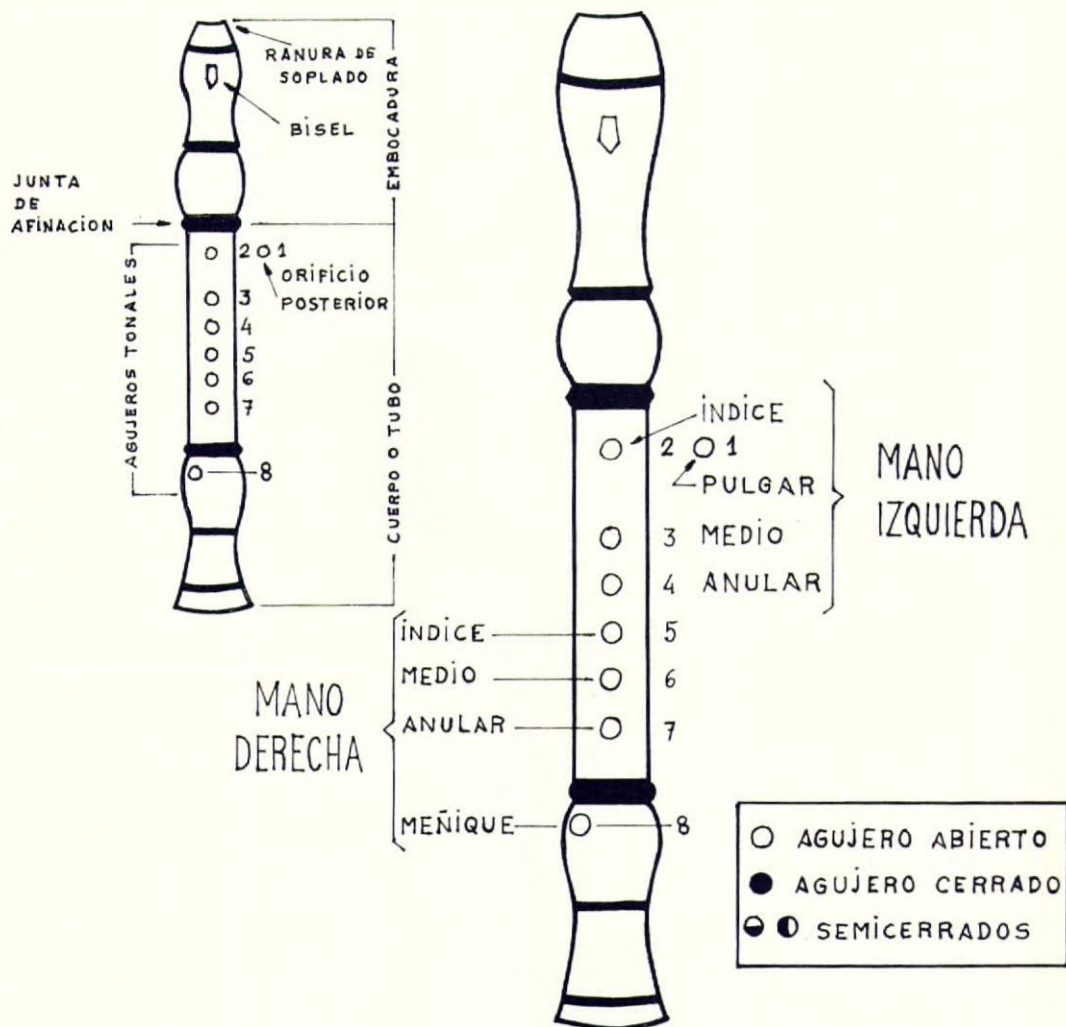 RANURA DE
SOPLADO
BISEL
EMBOCADURA
JUNTA
DE
AFINACION
AGUJEROS TONALES
2 1
ORIFICIO
POSTERIOR
3
4
5
6
7
8
CUERPO O TUBO
ÍNDICE
2 1
PULGAR
3 MEDIO
4 ANULAR
MANO
IZQUIERDA
ÍNDICE 5
MEDIO 6
ANULAR 7
MEÑIQUE 8
MANO
DERECHA
AGUJERO ABIERTO
AGUJERO CERRADO
SEMICERRADOS